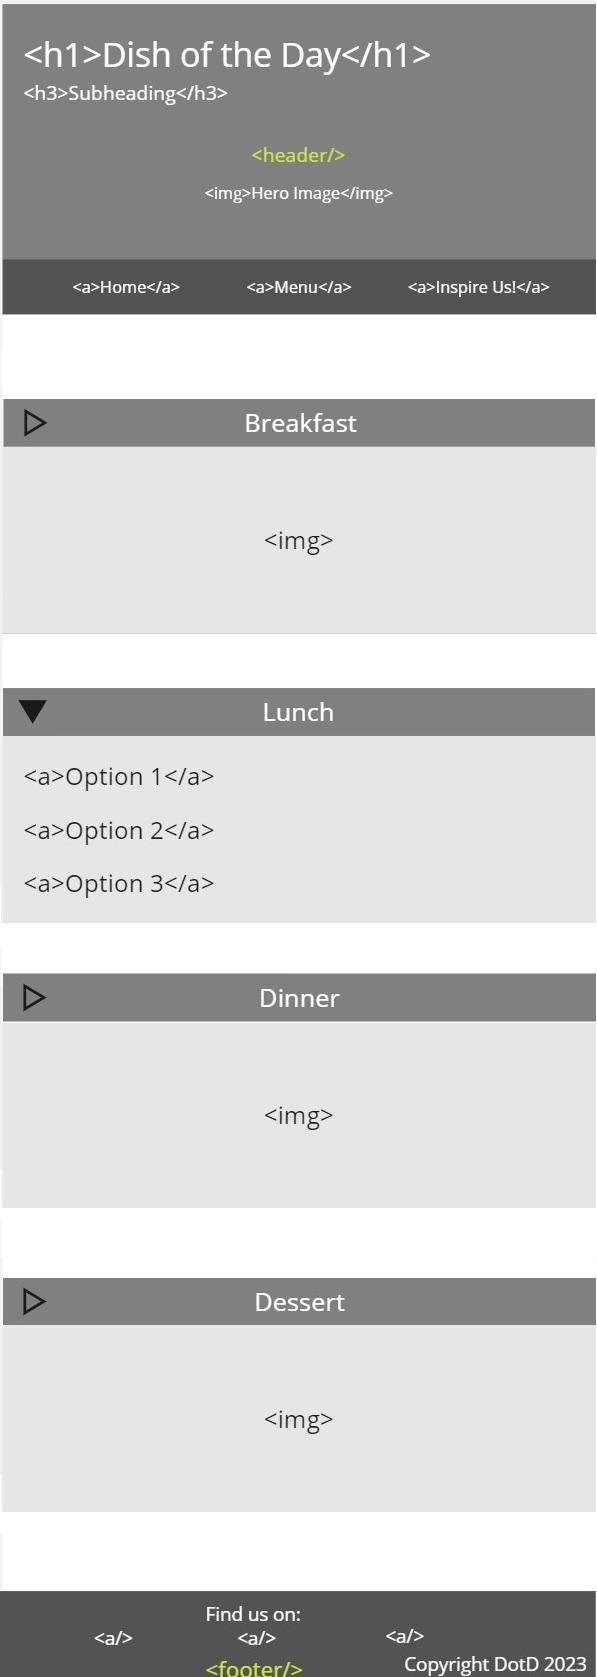 <h1>Dish of the Day</h1>
<h3>Subheading</h3>
<header/>
<img>Hero Image</img>
<a>Home</a> <a>Menu</a> <a>Inspire Us!</a>
Breakfast
<img>
Lunch
<a>Option 1</a>
<a>Option 2</a>
<a>Option 3</a>
Dinner
<img>
Dessert
<img>
Find us on:
<a/> <a/> <a/>
<footer/> Copyright DotD 2023